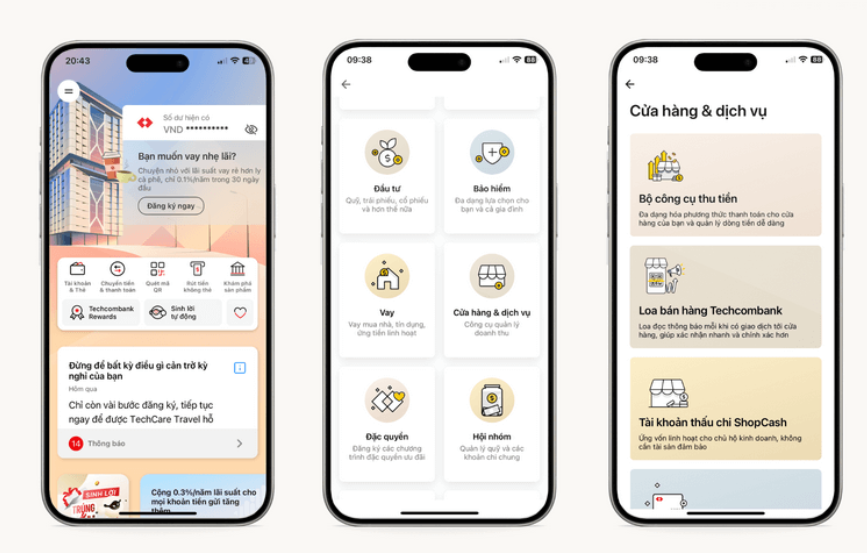 20:43
Số dư hiện có
VND **********
Bạn muốn vay nhẹ lãi?
Chuyện nhỏ với lãi suất vay rẻ hơn ly
cà phê, chỉ 0.1%/năm trong 30 ngày
đầu
Đăng ký ngay
Tài khoản
& Thẻ
Chuyển tiền
& thanh toán
Quét mã
QR
Rút tiền
không thẻ
Khám phá
sản phẩm
Techcombank
Rewards
Sinh lời
tự động
Đừng để bất kỳ điều gì cản trở kỳ
nghỉ của bạn
Hôm qua
Chỉ còn vài bước đăng ký, tiếp tục
ngay để được TechCare Travel hỗ
14 Thông báo
SINH LỢI
TRÚNG
Cộng 0.3%/năm lãi suất cho
mọi khoản tiền gửi tăng
thêm
09:38
88
Đầu tư
Quỹ, trái phiếu, cổ phiếu
và hơn thế nữa
Bảo hiểm
Đa dạng lựa chọn cho
bạn và cả gia đình
Vay
Vay mua nhà, tín dụng,
ứng tiền linh hoạt
Cửa hàng & dịch vụ
Công cụ quản lý
doanh thu
Đặc quyền
Đăng ký các chương
trình đặc quyền ưu đãi
Hội nhóm
Quản lý quỹ và các
khoản chi chung
09:38
88
Cửa hàng & dịch vụ
Bộ công cụ thu tiền
Đa dạng hóa phương thức thanh toán cho cửa
hàng của bạn và quản lý dòng tiền dễ dàng
Loa bán hàng Techcombank
Loa đọc thông báo mỗi khi có giao dịch tới cửa
hàng, giúp xác nhận nhanh và chính xác hơn
Tài khoản thấu chi ShopCash
Ứng vốn linh hoạt cho chủ hộ kinh doanh, không
cần tài sản đảm bảo